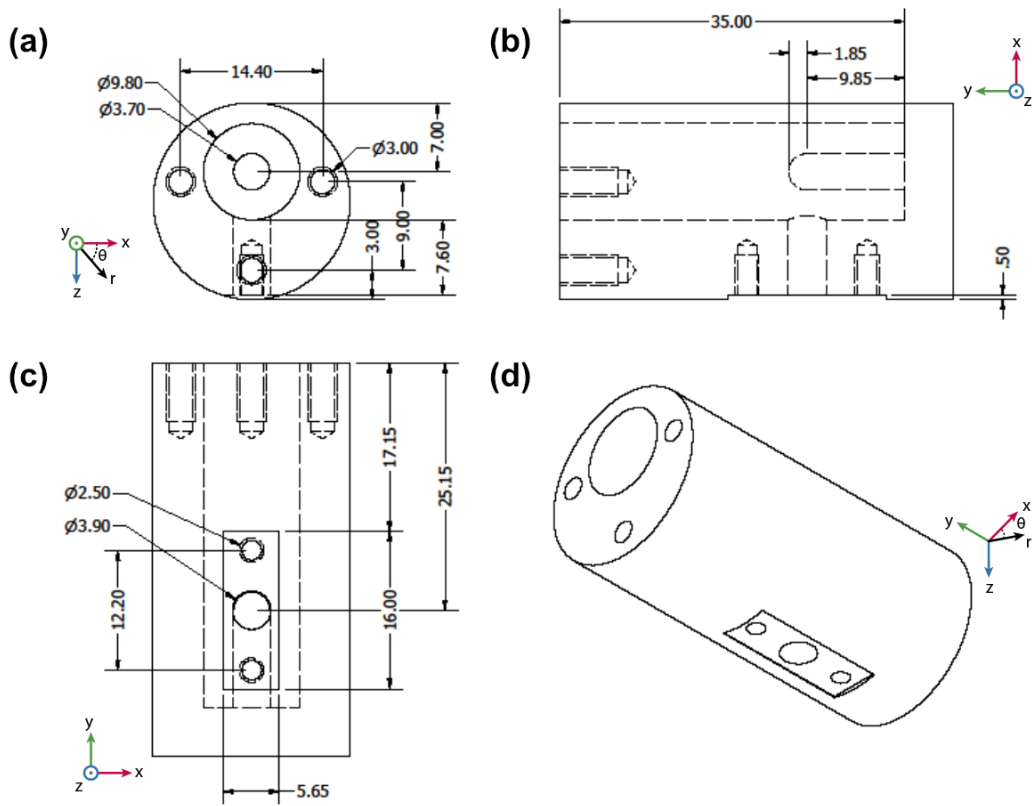 (a)
14.40
Ø9.80
Ø3.70
Ø3.00
7.00
9.00
3.00
7.60
y
x
θ
r
z
(b)
35.00
1.85
9.85
x
y
z
.50
(c)
17.15
25.15
Ø2.50
Ø3.90
12.20
16.00
5.65
y
z
x
(d)
x
y
θ
r
z